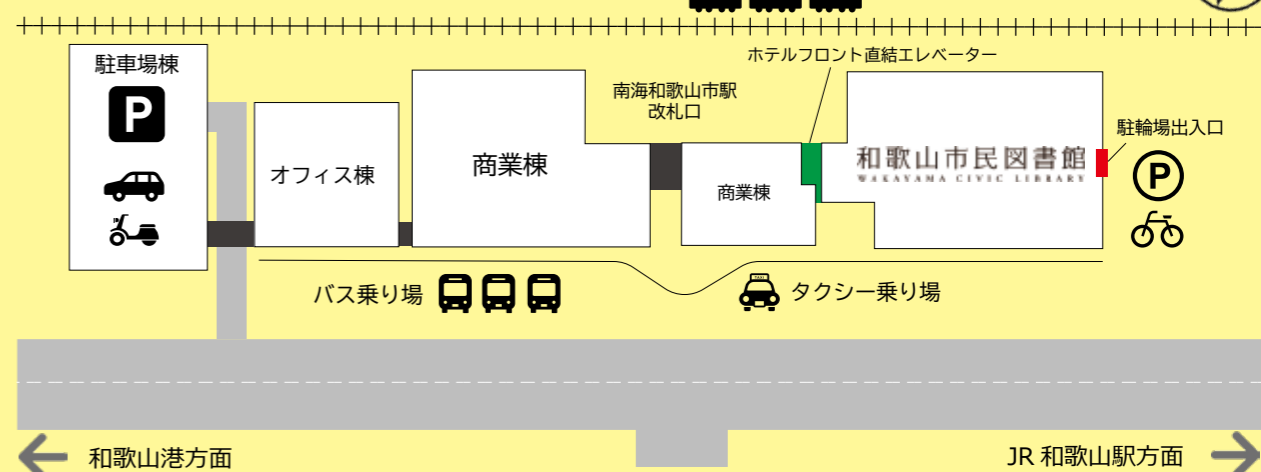 ホテルフロント直結エレベーター
駐車場棟
P
南海和歌山市駅
改札口
駐輪場出入口
オフィス棟
商業棟
商業棟
和歌山市民図書館
WAKAYAMA CIVIC LIBRARY
P
バス乗り場
TAXI
タクシー乗り場
和歌山港方面
JR 和歌山駅方面